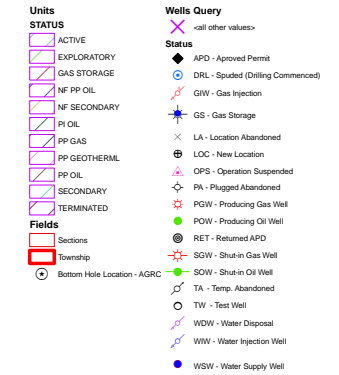 Units
STATUS
ACTIVE
EXPLORATORY
GAS STORAGE
NF PP OIL
NF SECONDARY
PI OIL
PP GAS
PP GEOTHERML
PP OIL
SECONDARY
TERMINATED
Fields
Sections
Township
Bottom Hole Location - AGRC
Wells Query
<all other values>
Status
APD - Aproved Permit
DRL - Spuded (Drilling Commenced)
GIW - Gas Injection
GS - Gas Storage
LA - Location Abandoned
LOC - New Location
OPS - Operation Suspended
PA - Plugged Abandoned
PGW - Producing Gas Well
POW - Producing Oil Well
RET - Returned APD
SGW - Shut-in Gas Well
SOW - Shut-in Oil Well
TA - Temp. Abandoned
TW - Test Well
WDW - Water Disposal
WIW - Water Injection Well
WSW - Water Supply Well